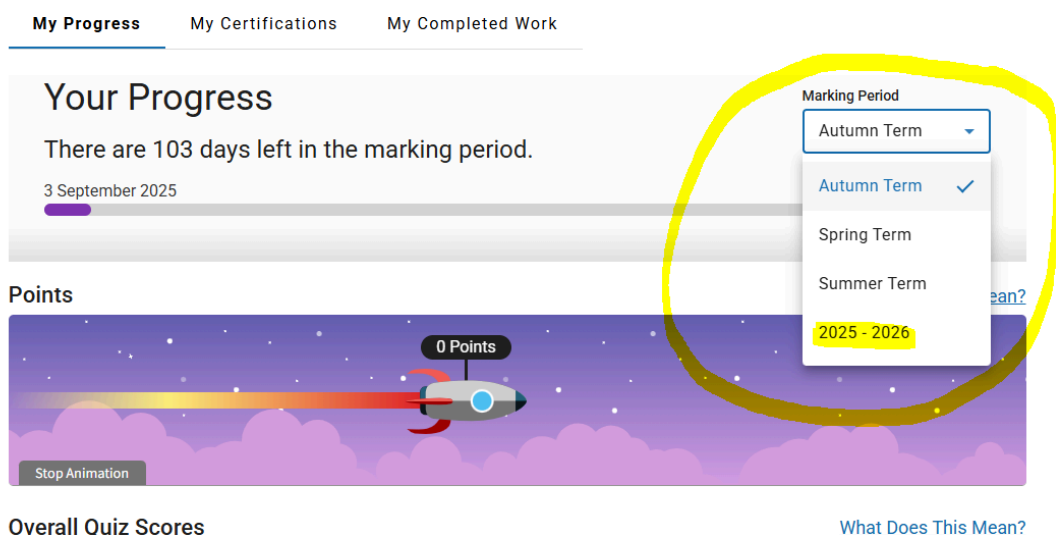 My Progress My Certifications My Completed Work
Your Progress
Marking Period
Autumn Term
There are 103 days left in the marking period.
3 September 2025
Autumn Term
Spring Term
Summer Term
2025 - 2026
Points
ean?
0 Points
Stop Animation
Overall Quiz Scores What Does This Mean?